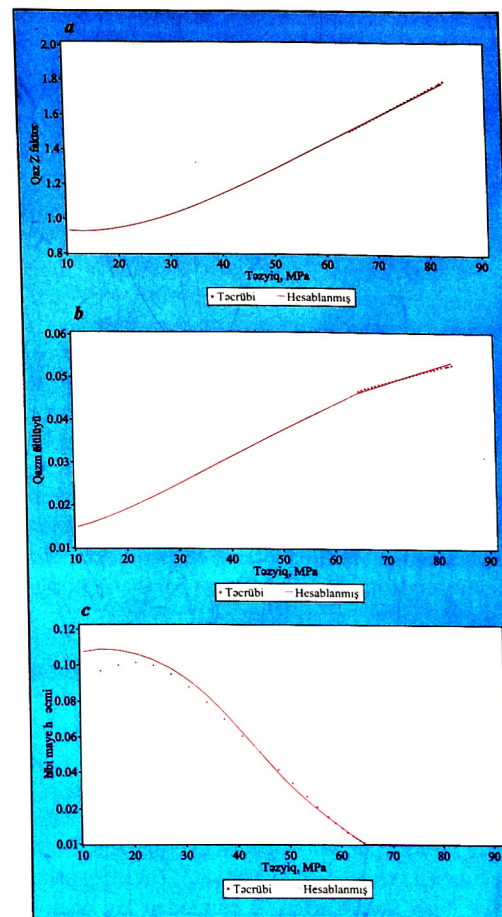 a
2.0
1.8
1.6
1.4
1.2
1.0
0.8
Qaz Z faktor
10 20 30 40 50 60 70 80 90
Təzyiq, MPa
• Təcrübi — Hesablanmış
b
0.06
0.05
0.04
0.03
0.02
0.01
Qazın
10 20 30 40 50 60 70 80 90
Təzyiq, MPa
• Təcrübi — Hesablanmış
c
0.12
0.10
0.08
0.06
0.04
0.02
0.01
maye h əcmi
10 20 30 40 50 60 70 80 90
Təzyiq, MPa
• Təcrübi Hesablanmış